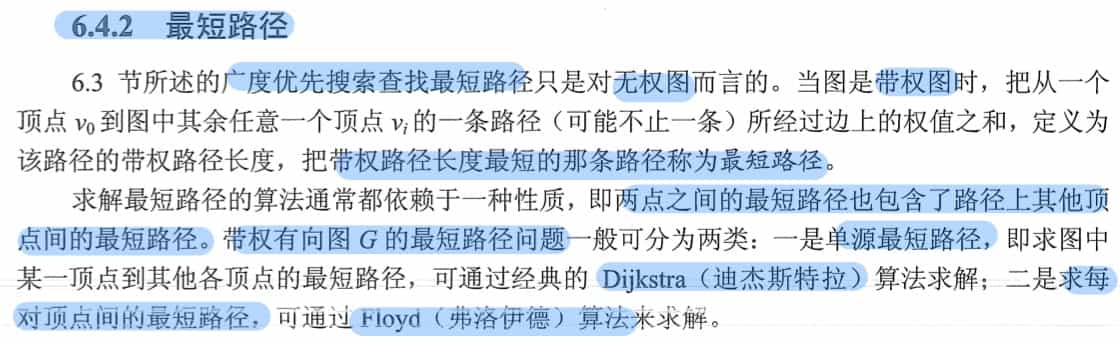 6.4.2 最短路径
6.3 节所述的广度优先搜索查找最短路径只是对无权图而言的。当图是带权图时，把从一个
顶点 v0 到图中其余任意一个顶点 vi 的一条路径（可能不止一条）所经过边上的权值之和，定义为
该路径的带权路径长度，把带权路径长度最短的那条路径称为最短路径。
求解最短路径的算法通常都依赖于一种性质，即两点之间的最短路径也包含了路径上其他顶
点间的最短路径。带权有向图 G 的最短路径问题一般可分为两类：一是单源最短路径，即求图中
某一顶点到其他各顶点的最短路径，可通过经典的 Dijkstra（迪杰斯特拉）算法求解；二是求每
对顶点间的最短路径，可通过 Floyd（弗洛伊德）算法来求解。